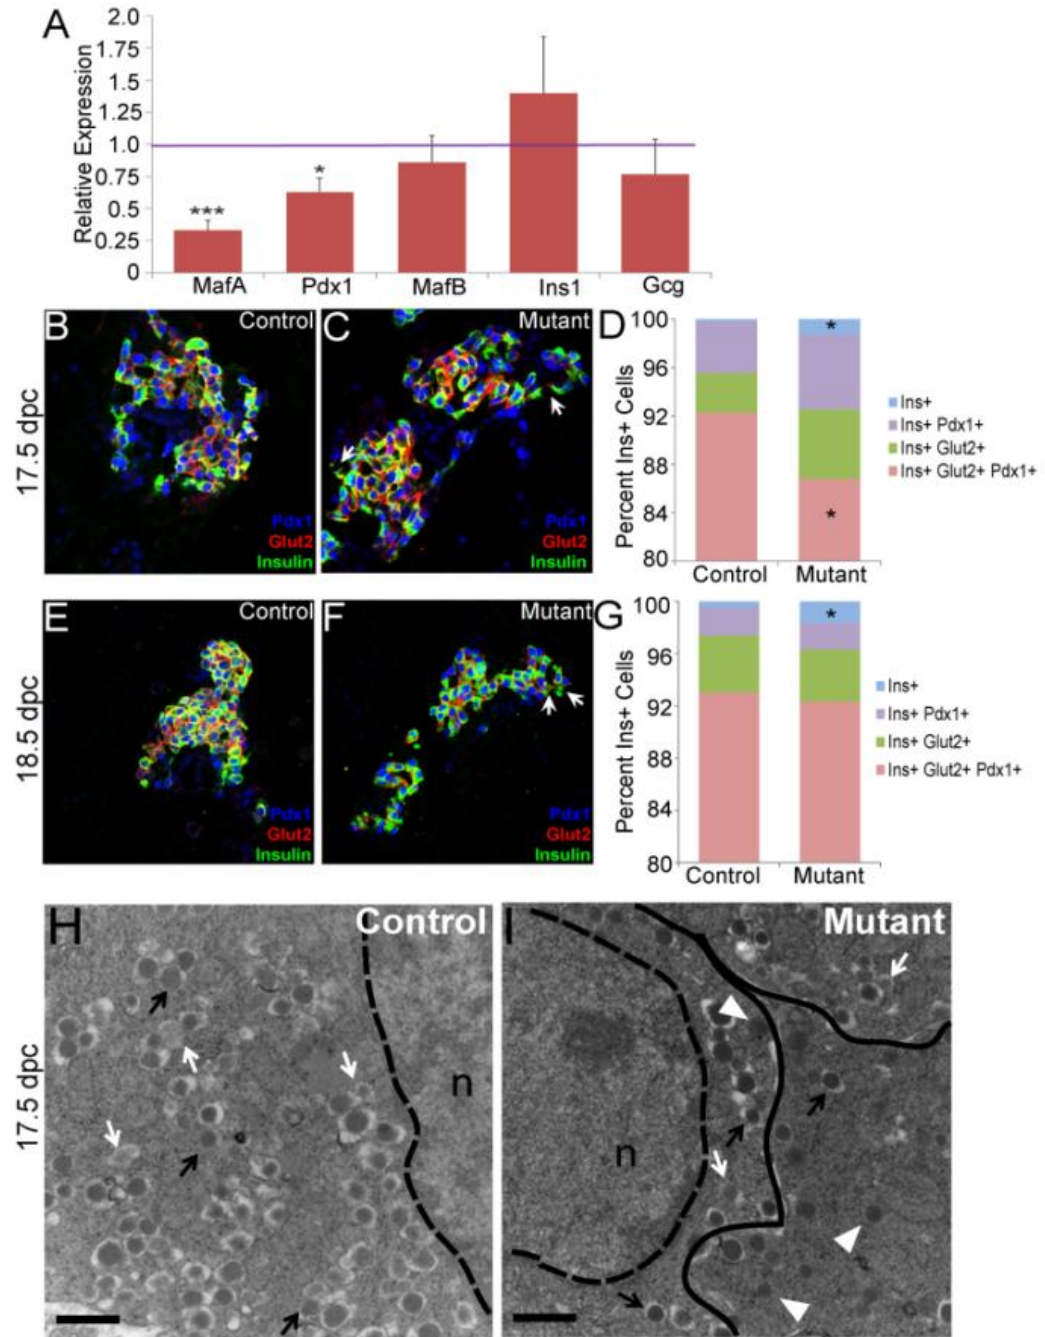 A
Relative Expression
2.0
1.75
1.5
1.25
1.0
0.75
0.5
0.25
0
***
*
MafA Pdx1 MafB Ins1 Gcg
17.5 dpc
B Control
Pdx1
Glut2
Insulin
C Mutant
Pdx1
Glut2
Insulin
D
Percent Ins+ Cells
100
96
92
88
84
80
*
*
Control Mutant
Ins+
Ins+ Pdx1+
Ins+ Glut2+
Ins+ Glut2+ Pdx1+
18.5 dpc
E Control
Pdx1
Glut2
Insulin
F Mutant
Pdx1
Glut2
Insulin
G
Percent Ins+ Cells
100
96
92
88
84
80
*
Control Mutant
Ins+
Ins+ Pdx1+
Ins+ Glut2+
Ins+ Glut2+ Pdx1+
17.5 dpc
H Control
n
I Mutant
n